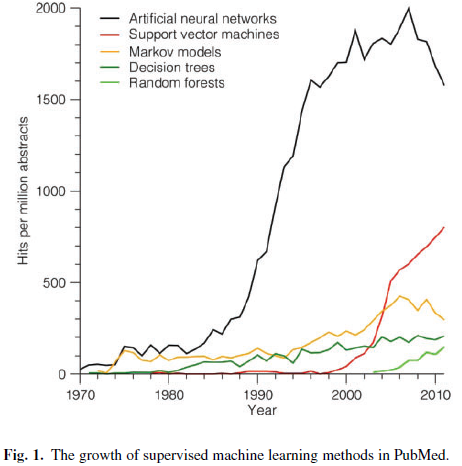 2000
Artificial neural networks
Support vector machines
Markov models
Decision trees
Random forests
1500
1000
500
0
Hits per million abstracts
1970 1980 1990 2000 2010
Year
Fig. 1. The growth of supervised machine learning methods in PubMed.